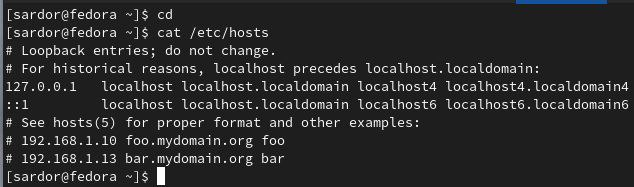 [sardor@fedora ~]$ cd
[sardor@fedora ~]$ cat /etc/hosts
# Loopback entries; do not change.
# For historical reasons, localhost precedes localhost.localdomain:
127.0.0.1   localhost localhost.localdomain localhost4 localhost4.localdomain4
::1         localhost localhost.localdomain localhost6 localhost6.localdomain6
# See hosts(5) for proper format and other examples:
# 192.168.1.10 foo.mydomain.org foo
# 192.168.1.13 bar.mydomain.org bar
[sardor@fedora ~]$